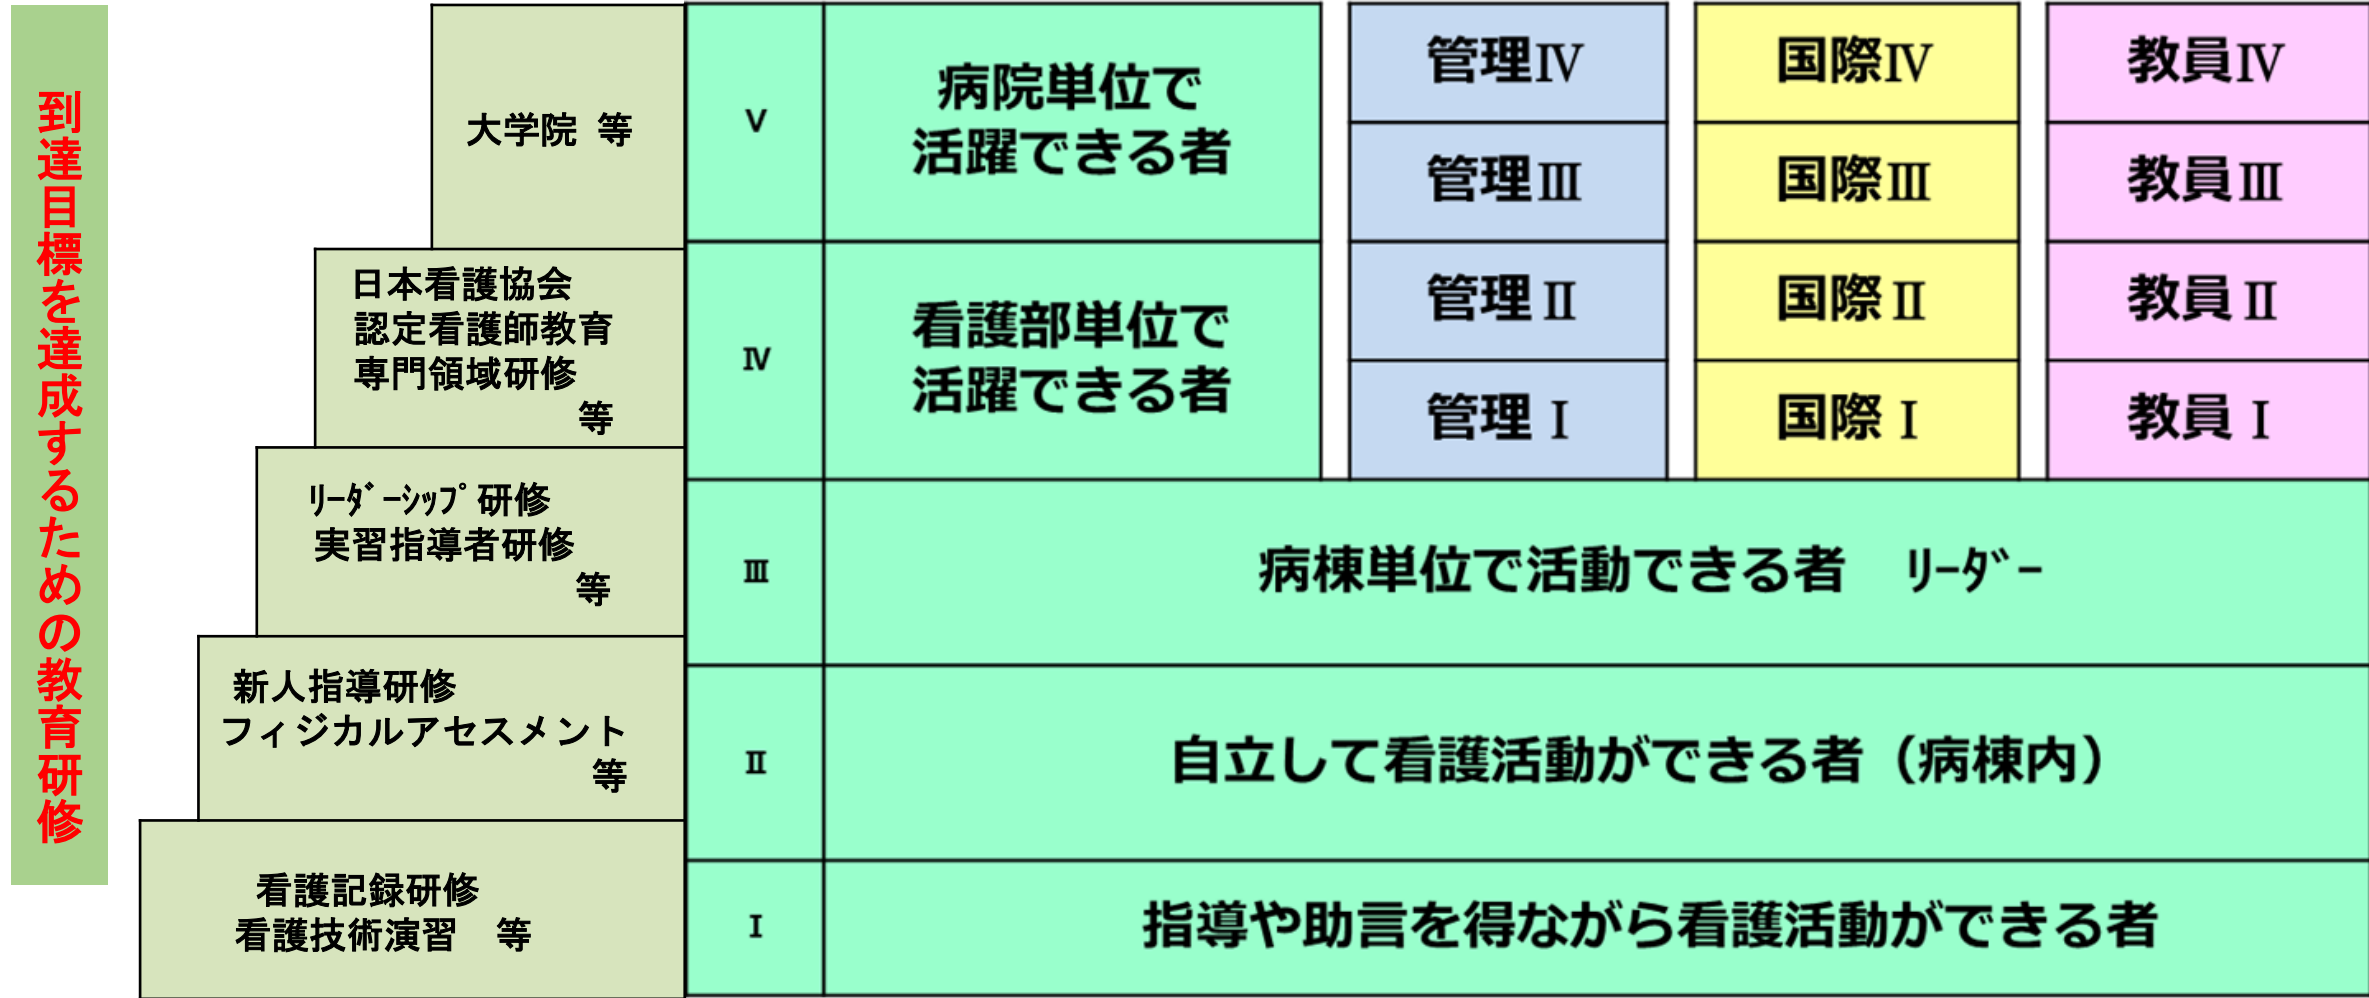 到達目標を達成するための教育研修
大学院 等
Ⅴ
病院単位で
活躍できる者
管理Ⅳ
国際Ⅳ
教員Ⅳ
管理Ⅲ
国際Ⅲ
教員Ⅲ
日本看護協会
認定看護師教育
専門領域研修
等
Ⅳ
看護部単位で
活躍できる者
管理Ⅱ
国際Ⅱ
教員Ⅱ
管理Ⅰ
国際Ⅰ
教員Ⅰ
ﾘｰﾀﾞｰｼｯﾌﾟ研修
実習指導者研修
等
Ⅲ
病棟単位で活動できる者　ﾘｰﾀﾞｰ
新人指導研修
フィジカルアセスメント
等
Ⅱ
自立して看護活動ができる者（病棟内）
看護記録研修
看護技術演習　等
Ⅰ
指導や助言を得ながら看護活動ができる者